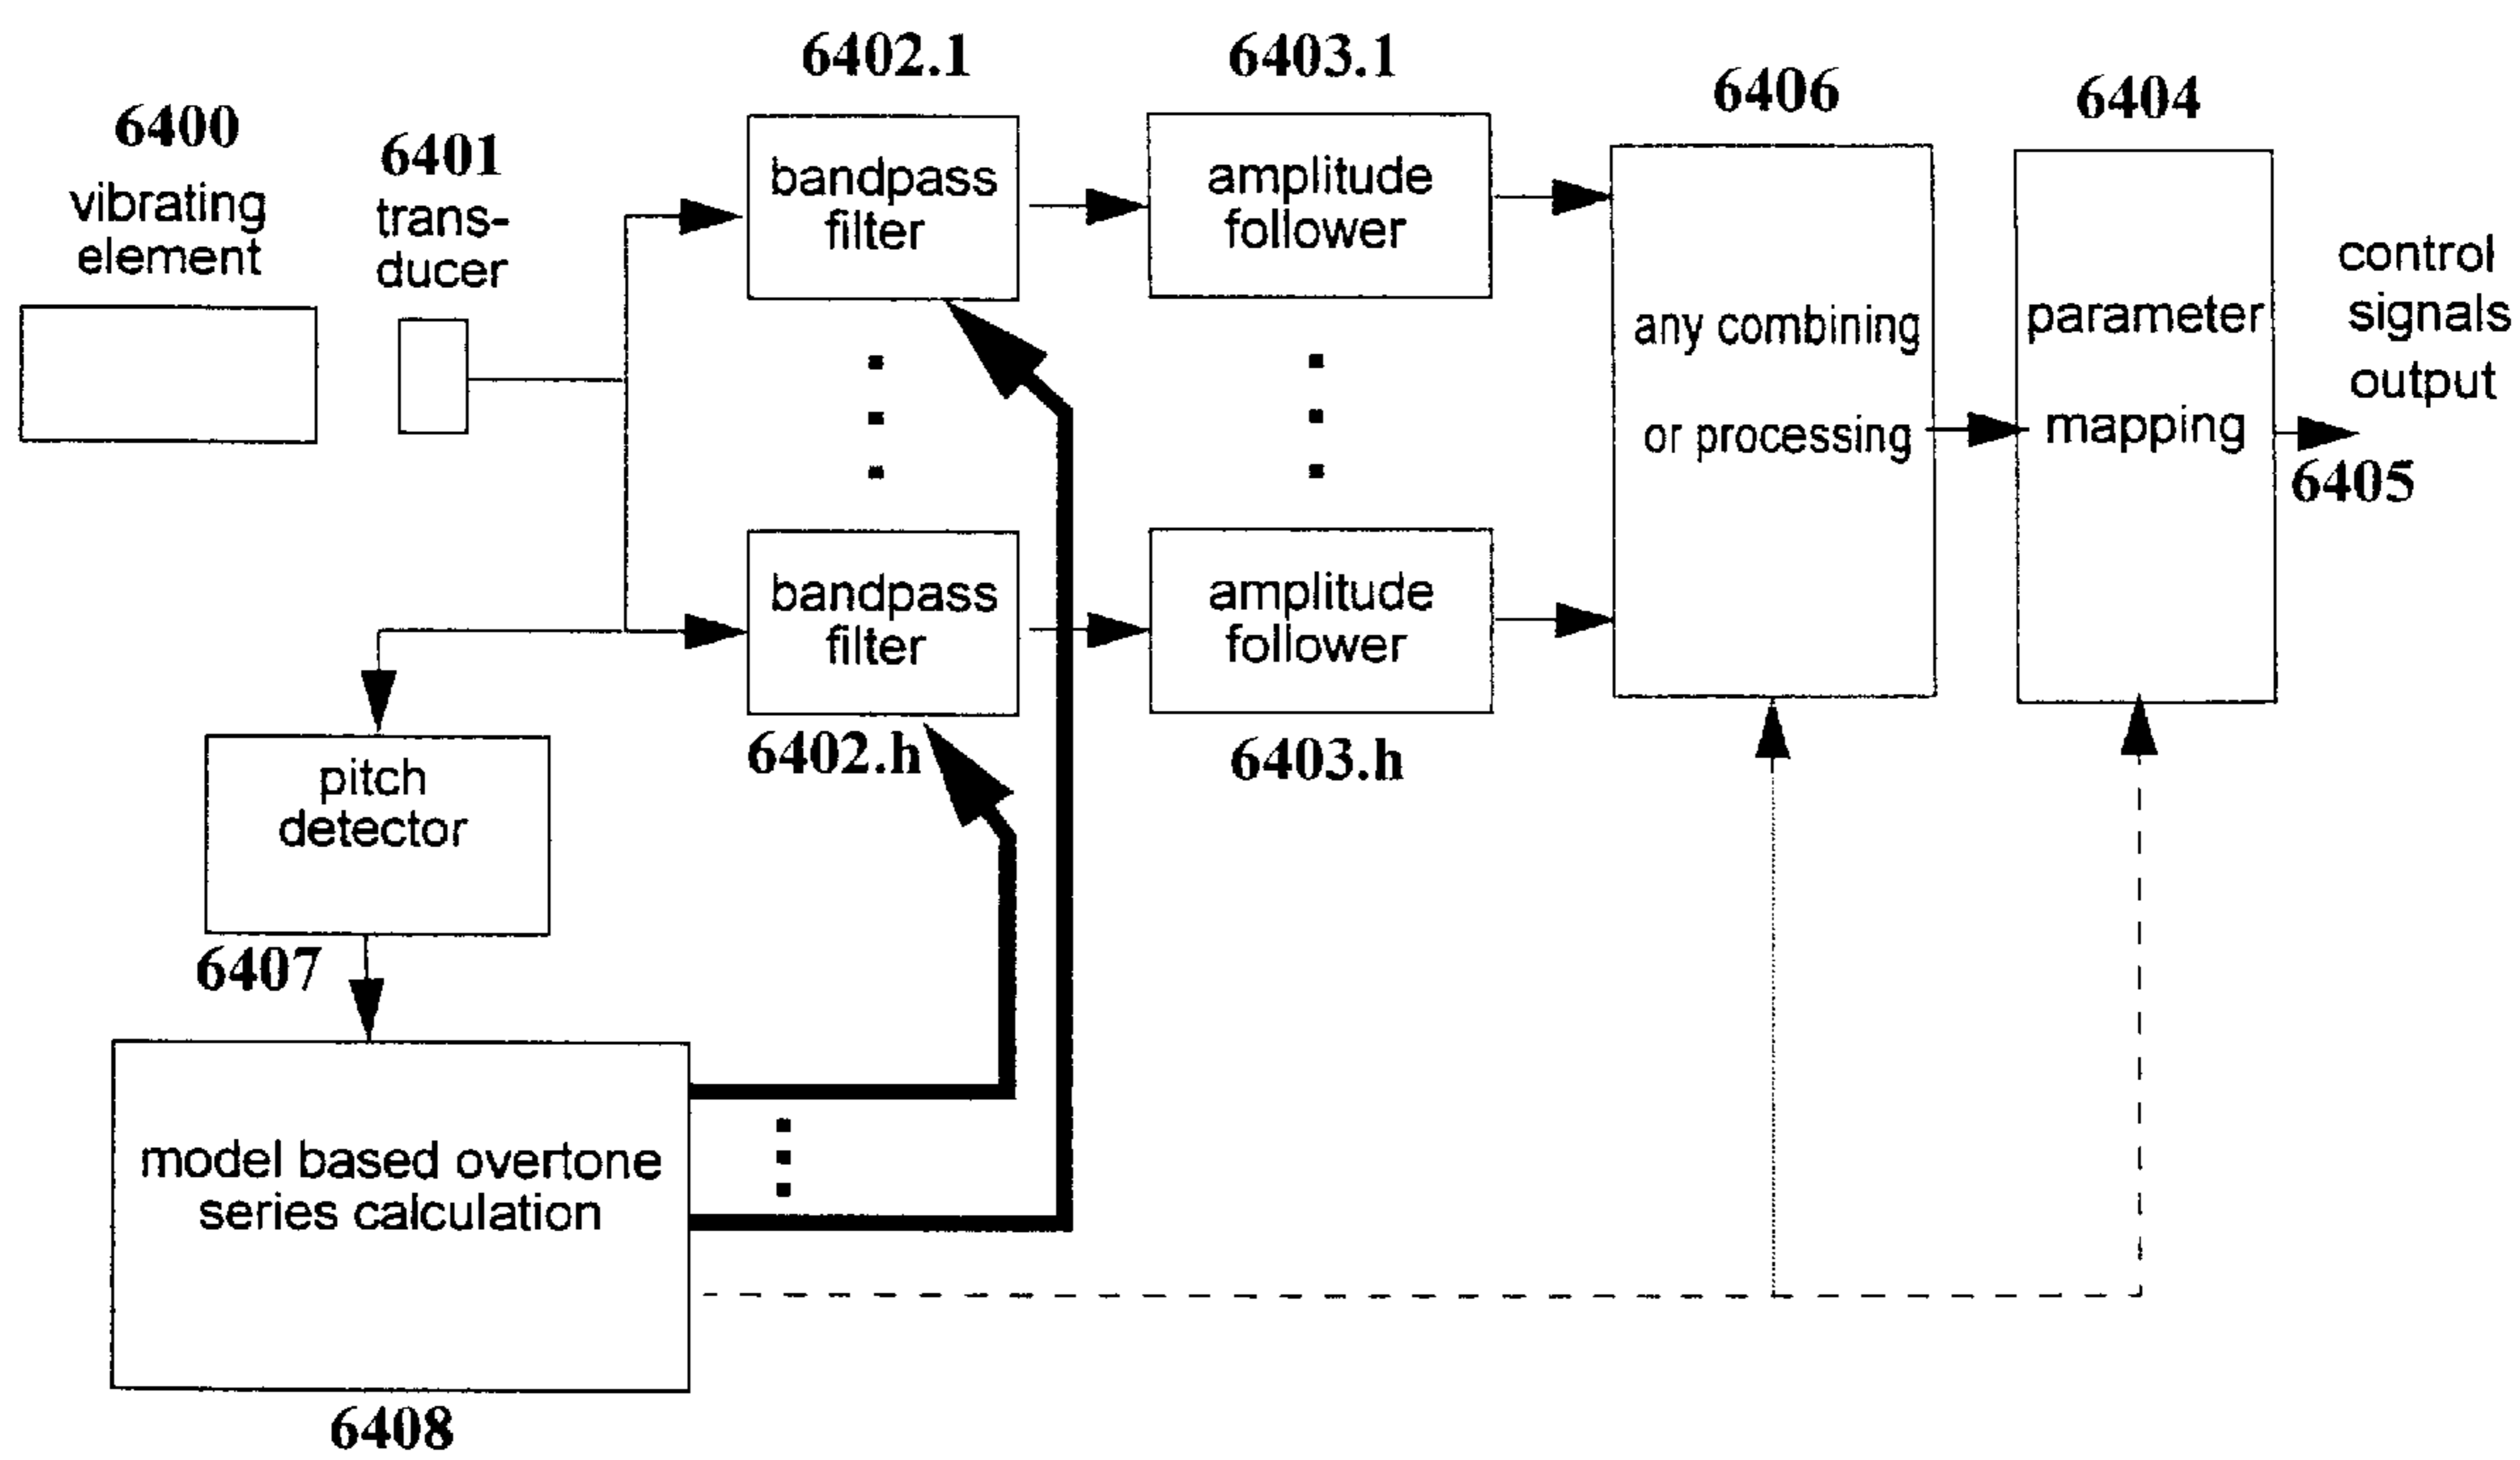 6400
vibrating
element
6401
trans-
ducer
6402.1
bandpass
filter
6403.1
amplitude
follower
6406
any combining
or processing
6404
parameter
mapping
control
signals
output
6405
bandpass
filter
6402.h
amplitude
follower
6403.h
pitch
detector
6407
model based overtone
series calculation
6408